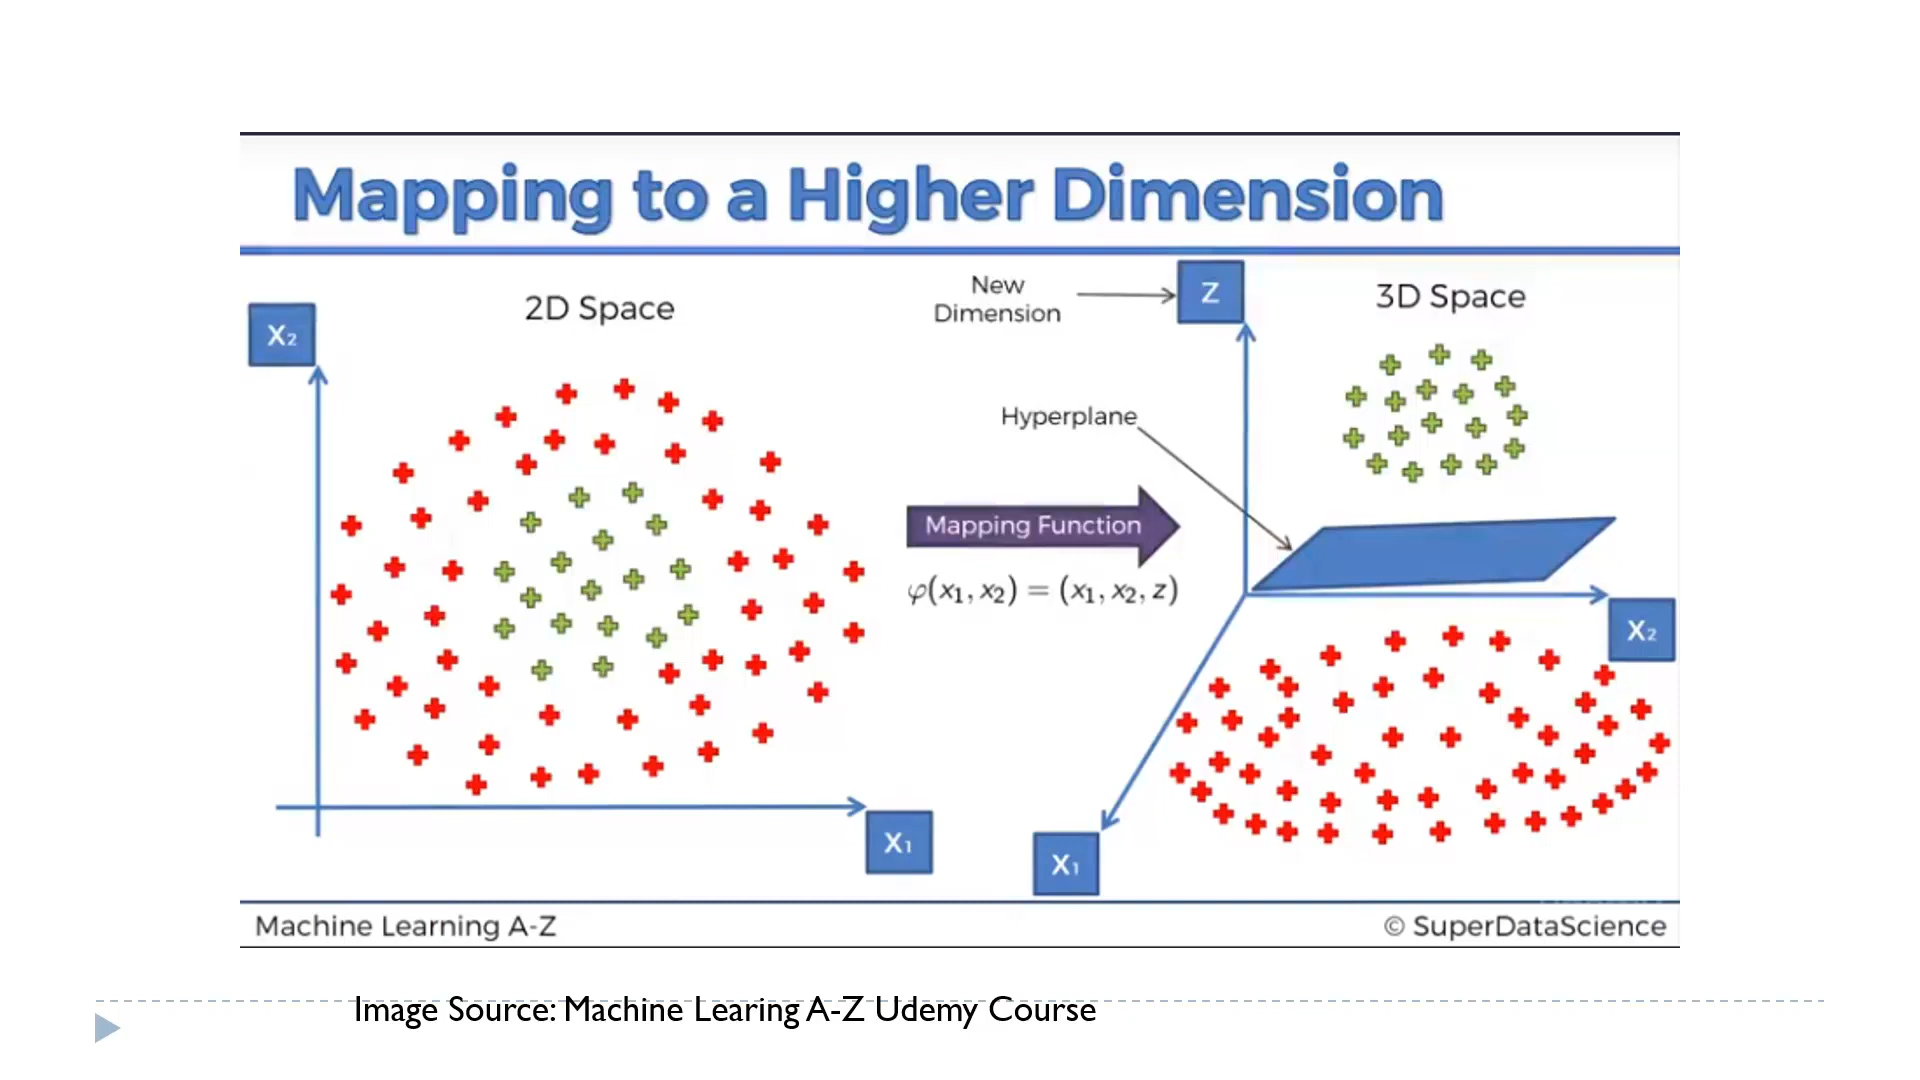 Mapping to a Higher Dimension
2D Space
X₂
X₁
New
Dimension
Z
3D Space
Hyperplane
Mapping Function
φ(x₁, x₂) = (x₁, x₂, z)
X₂
X₁
Machine Learning A-Z
© SuperDataScience
Image Source: Machine Learing A-Z Udemy Course